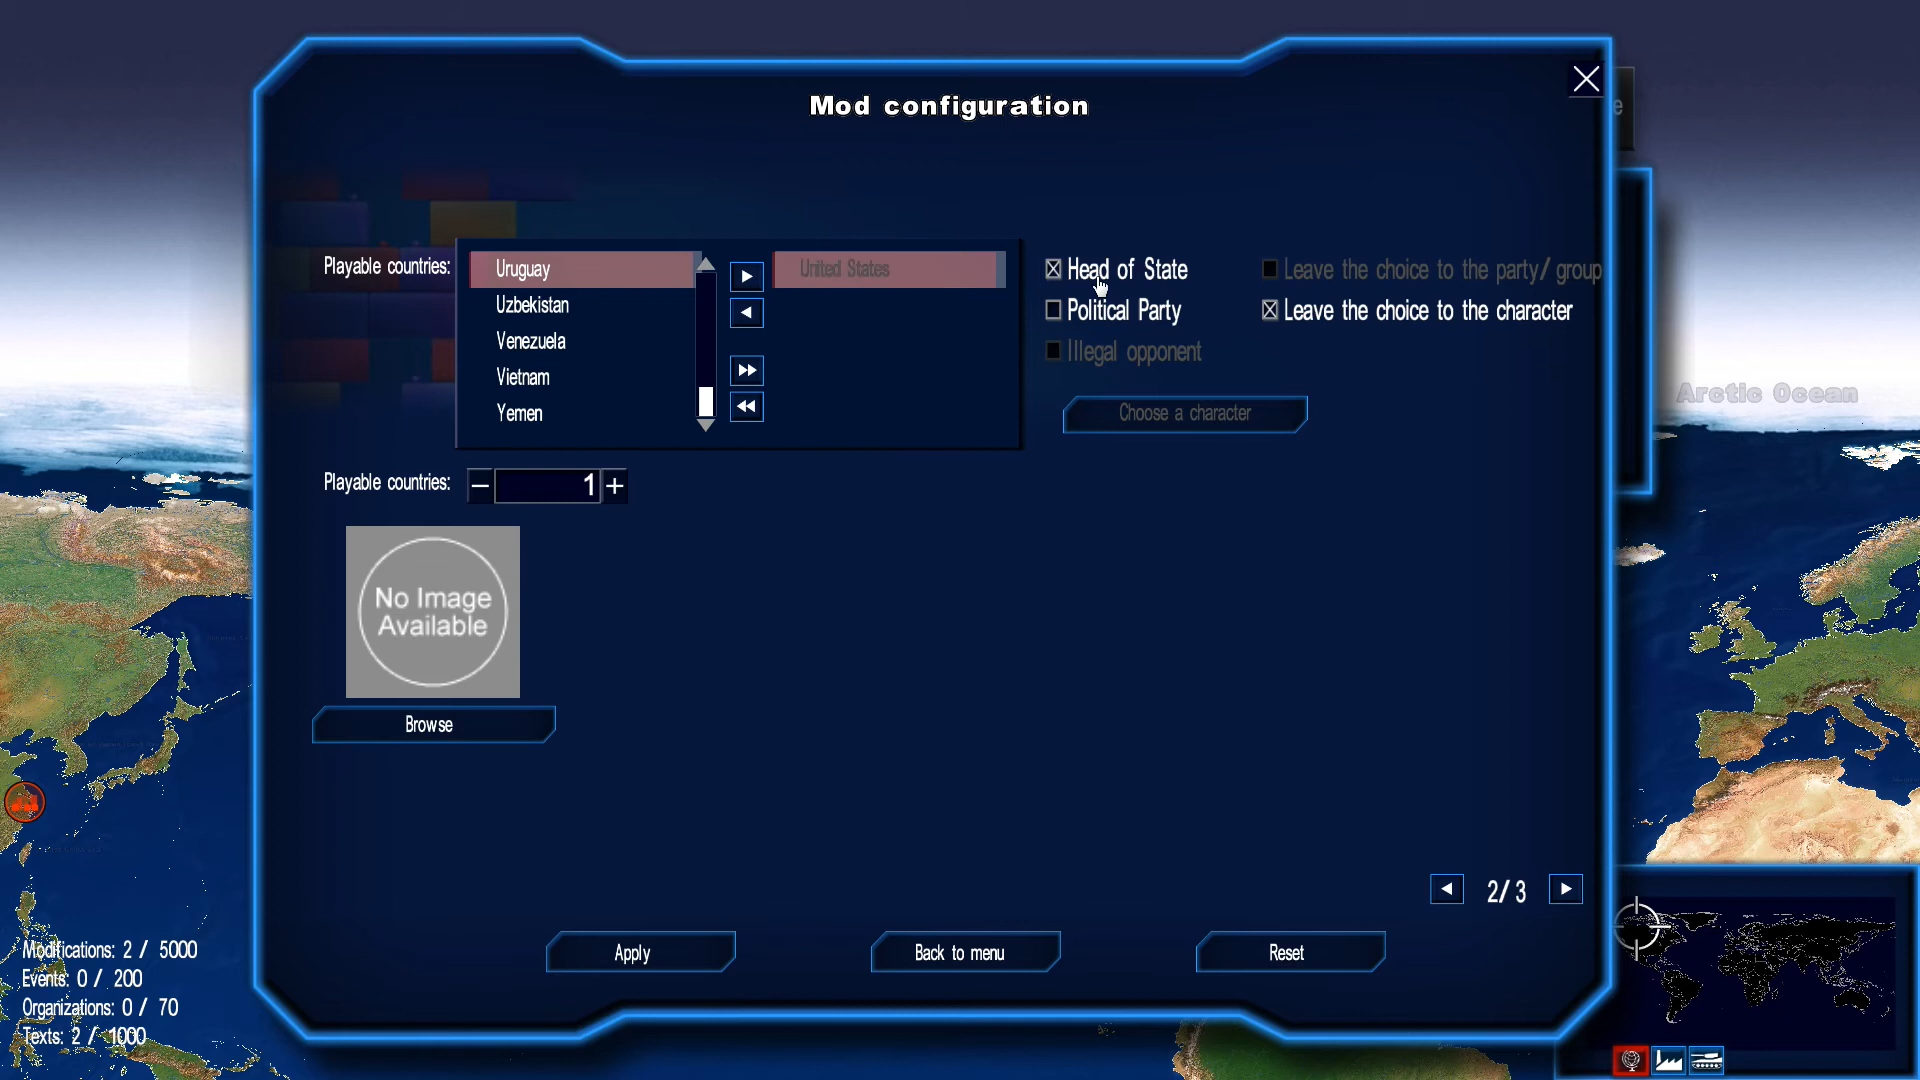 Mod configuration
e
Playable countries:
Uruguay
Uzbekistan
Venezuela
Vietnam
Yemen
United States
Head of State
Leave the choice to the party/ group
Political Party
Leave the choice to the character
Illegal opponent
Choose a character
Arctic Ocean
Playable countries:
1
No Image
Available
Browse
2/ 3
Apply
Back to menu
Reset
Modifications: 2 / 5000
Events: 0 / 200
Organizations: 0 / 70
Texts: 2 / 1000